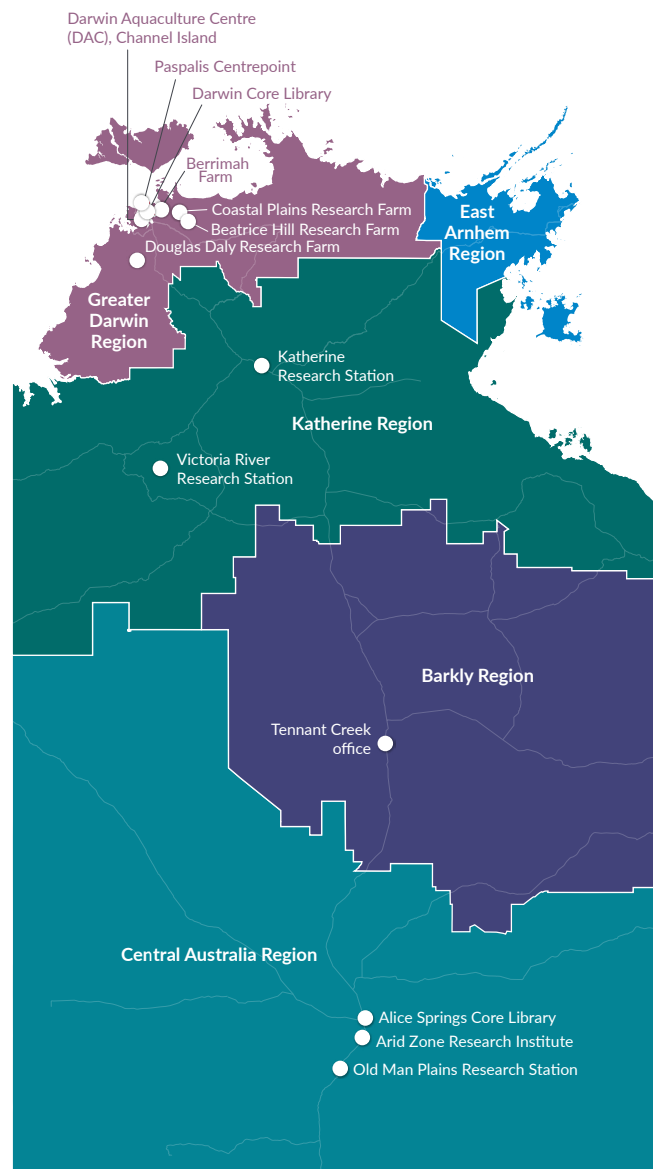 Darwin Aquaculture Centre
(DAC), Channel Island
Paspalis Centrepoint
Darwin Core Library
Berrimah
Farm
Coastal Plains Research Farm
Beatrice Hill Research Farm
Douglas Daly Research Farm
East
Arnhem
Region
Greater
Darwin
Region
Katherine
Research Station
Katherine Region
Victoria River
Research Station
Barkly Region
Tennant Creek
office
Central Australia Region
Alice Springs Core Library
Arid Zone Research Institute
Old Man Plains Research Station